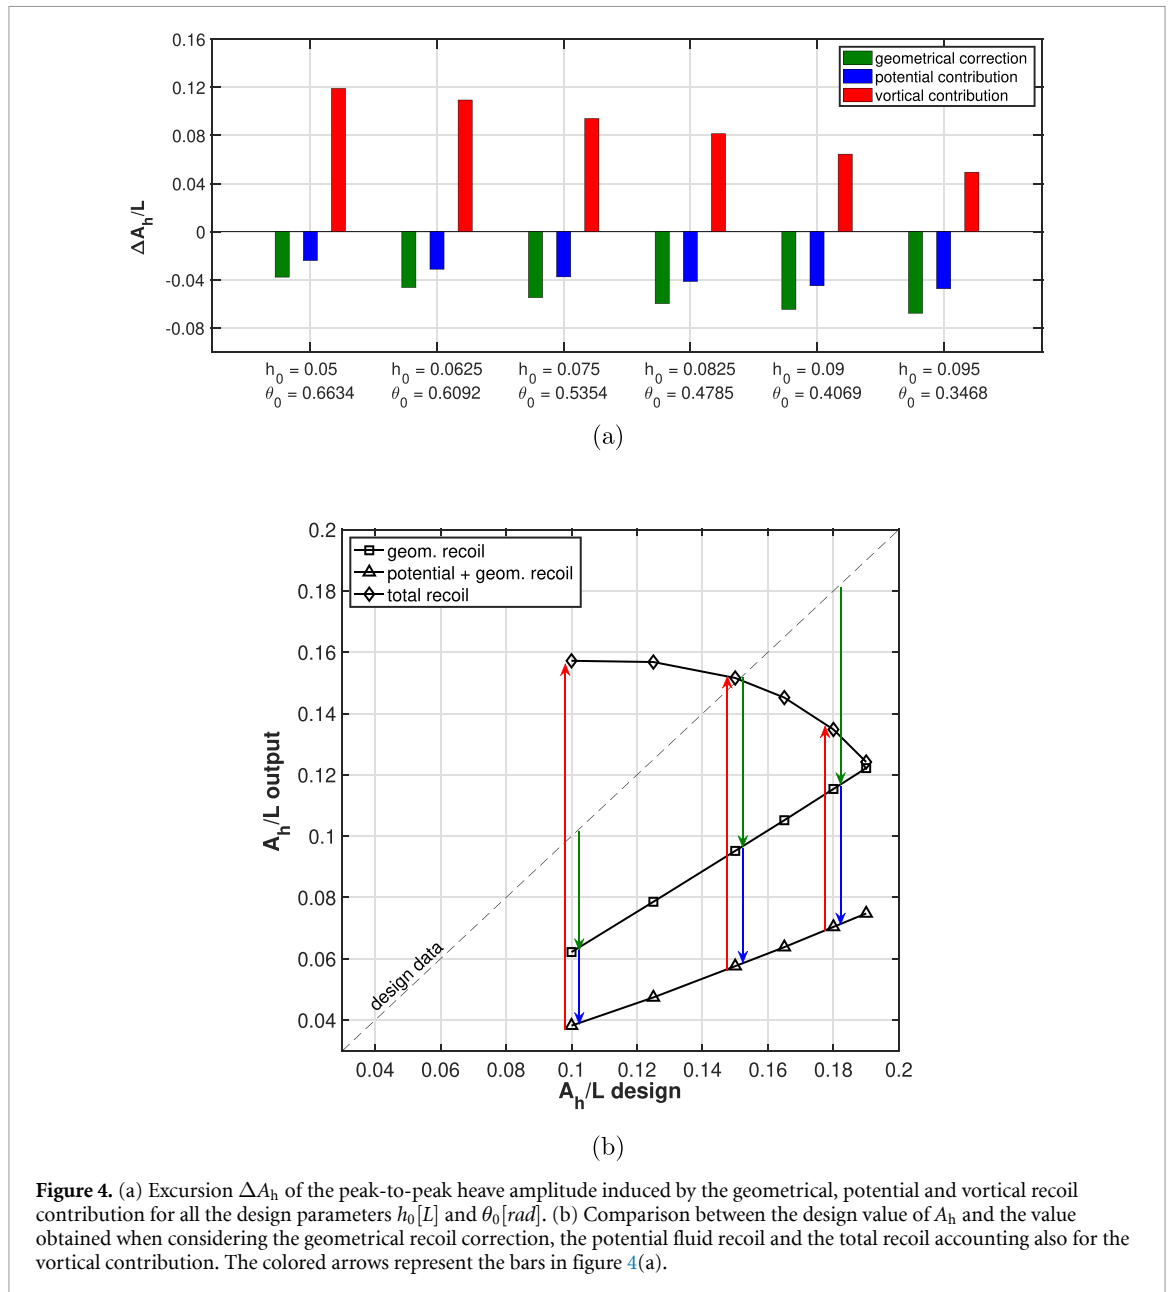 0.16
0.12
0.08
0.04
0
-0.04
-0.08
ΔA_h/L
geometrical correction
potential contribution
vortical contribution
h_0 = 0.05
θ_0 = 0.6634
h_0 = 0.0625
θ_0 = 0.6092
h_0 = 0.075
θ_0 = 0.5354
h_0 = 0.0825
θ_0 = 0.4785
h_0 = 0.09
θ_0 = 0.4069
h_0 = 0.095
θ_0 = 0.3468
(a)
0.2
0.18
0.16
0.14
0.12
0.1
0.08
0.06
0.04
A_h/L output
geom. recoil
potential + geom. recoil
total recoil
design data
0.04 0.06 0.08 0.1 0.12 0.14 0.16 0.18 0.2
A_h/L design
(b)
Figure 4. (a) Excursion ΔA_h of the peak-to-peak heave amplitude induced by the geometrical, potential and vortical recoil
contribution for all the design parameters h_0[L] and θ_0[rad]. (b) Comparison between the design value of A_h and the value
obtained when considering the geometrical recoil correction, the potential fluid recoil and the total recoil accounting also for the
vortical contribution. The colored arrows represent the bars in figure 4(a).